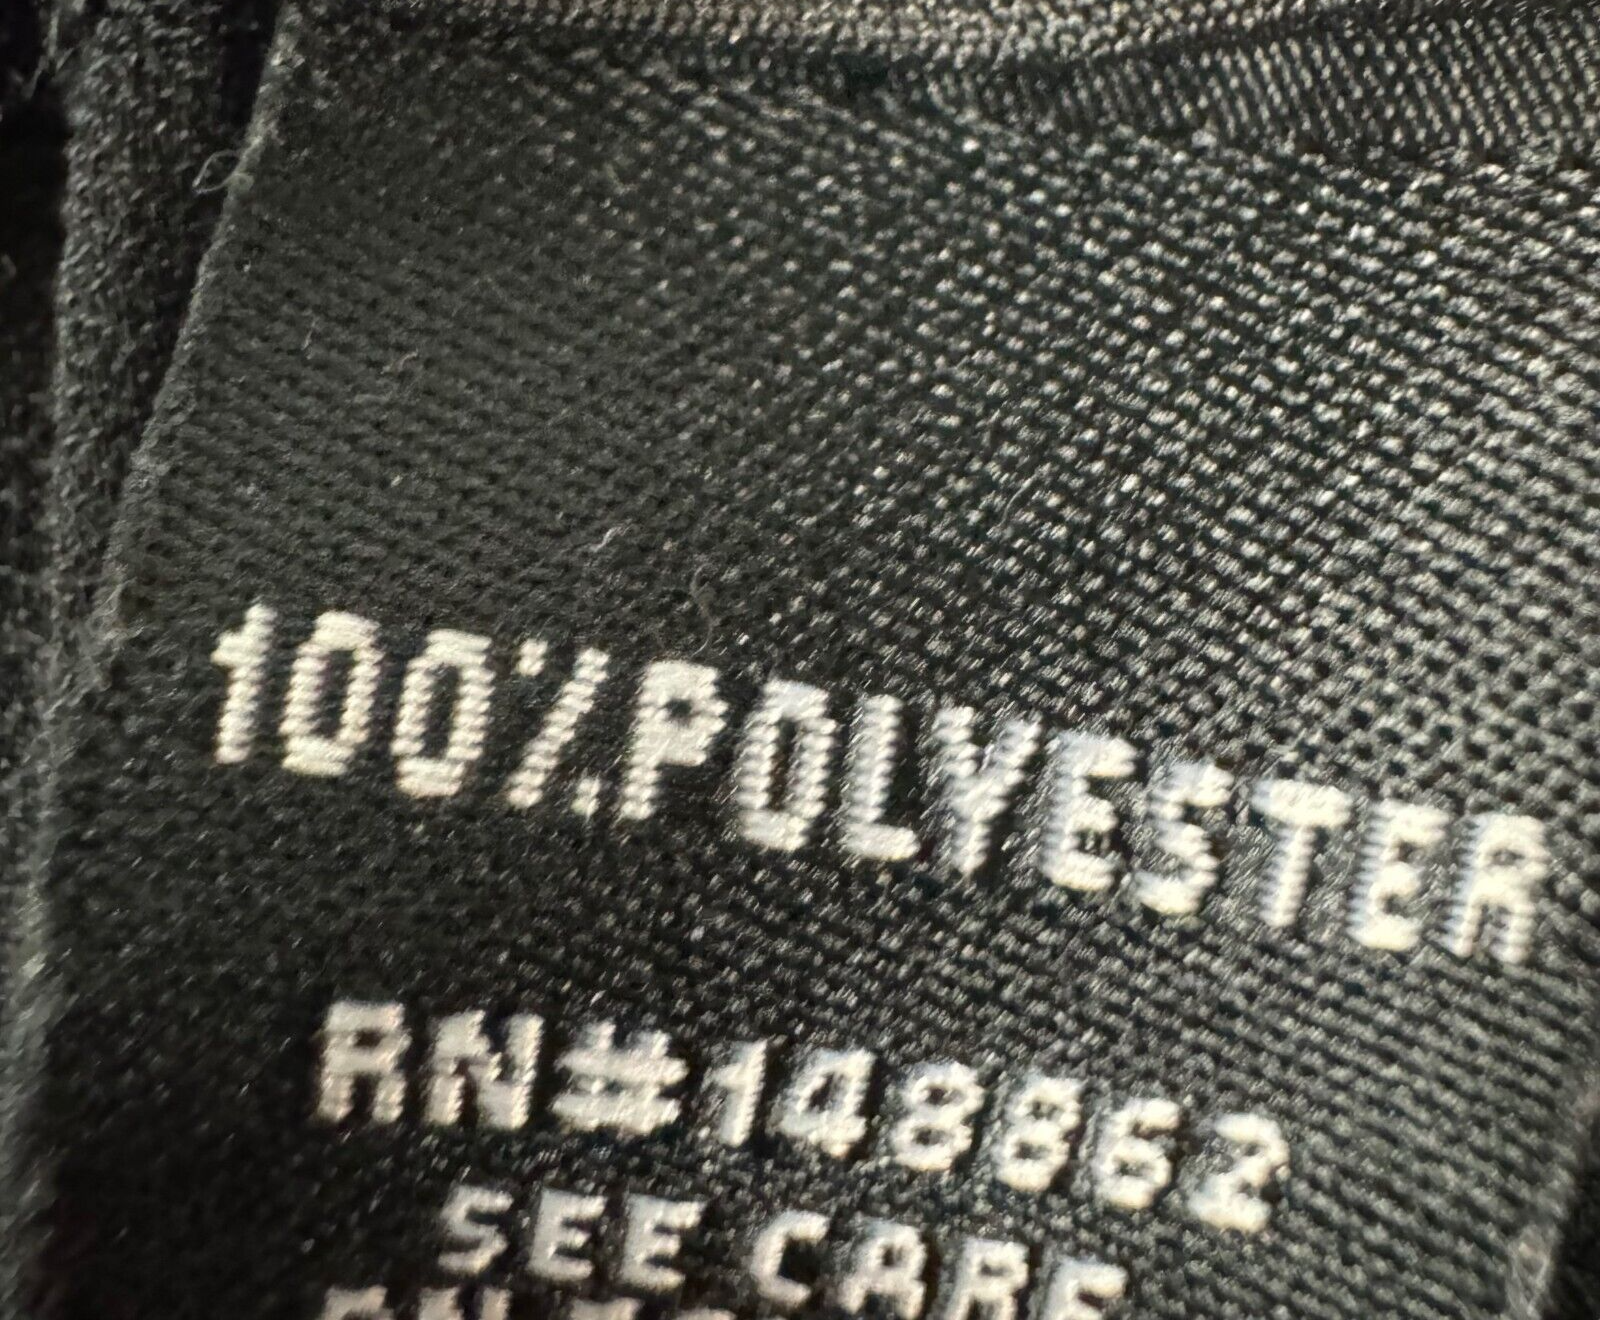 100% POLYESTER
RN#148862
SEE CARE